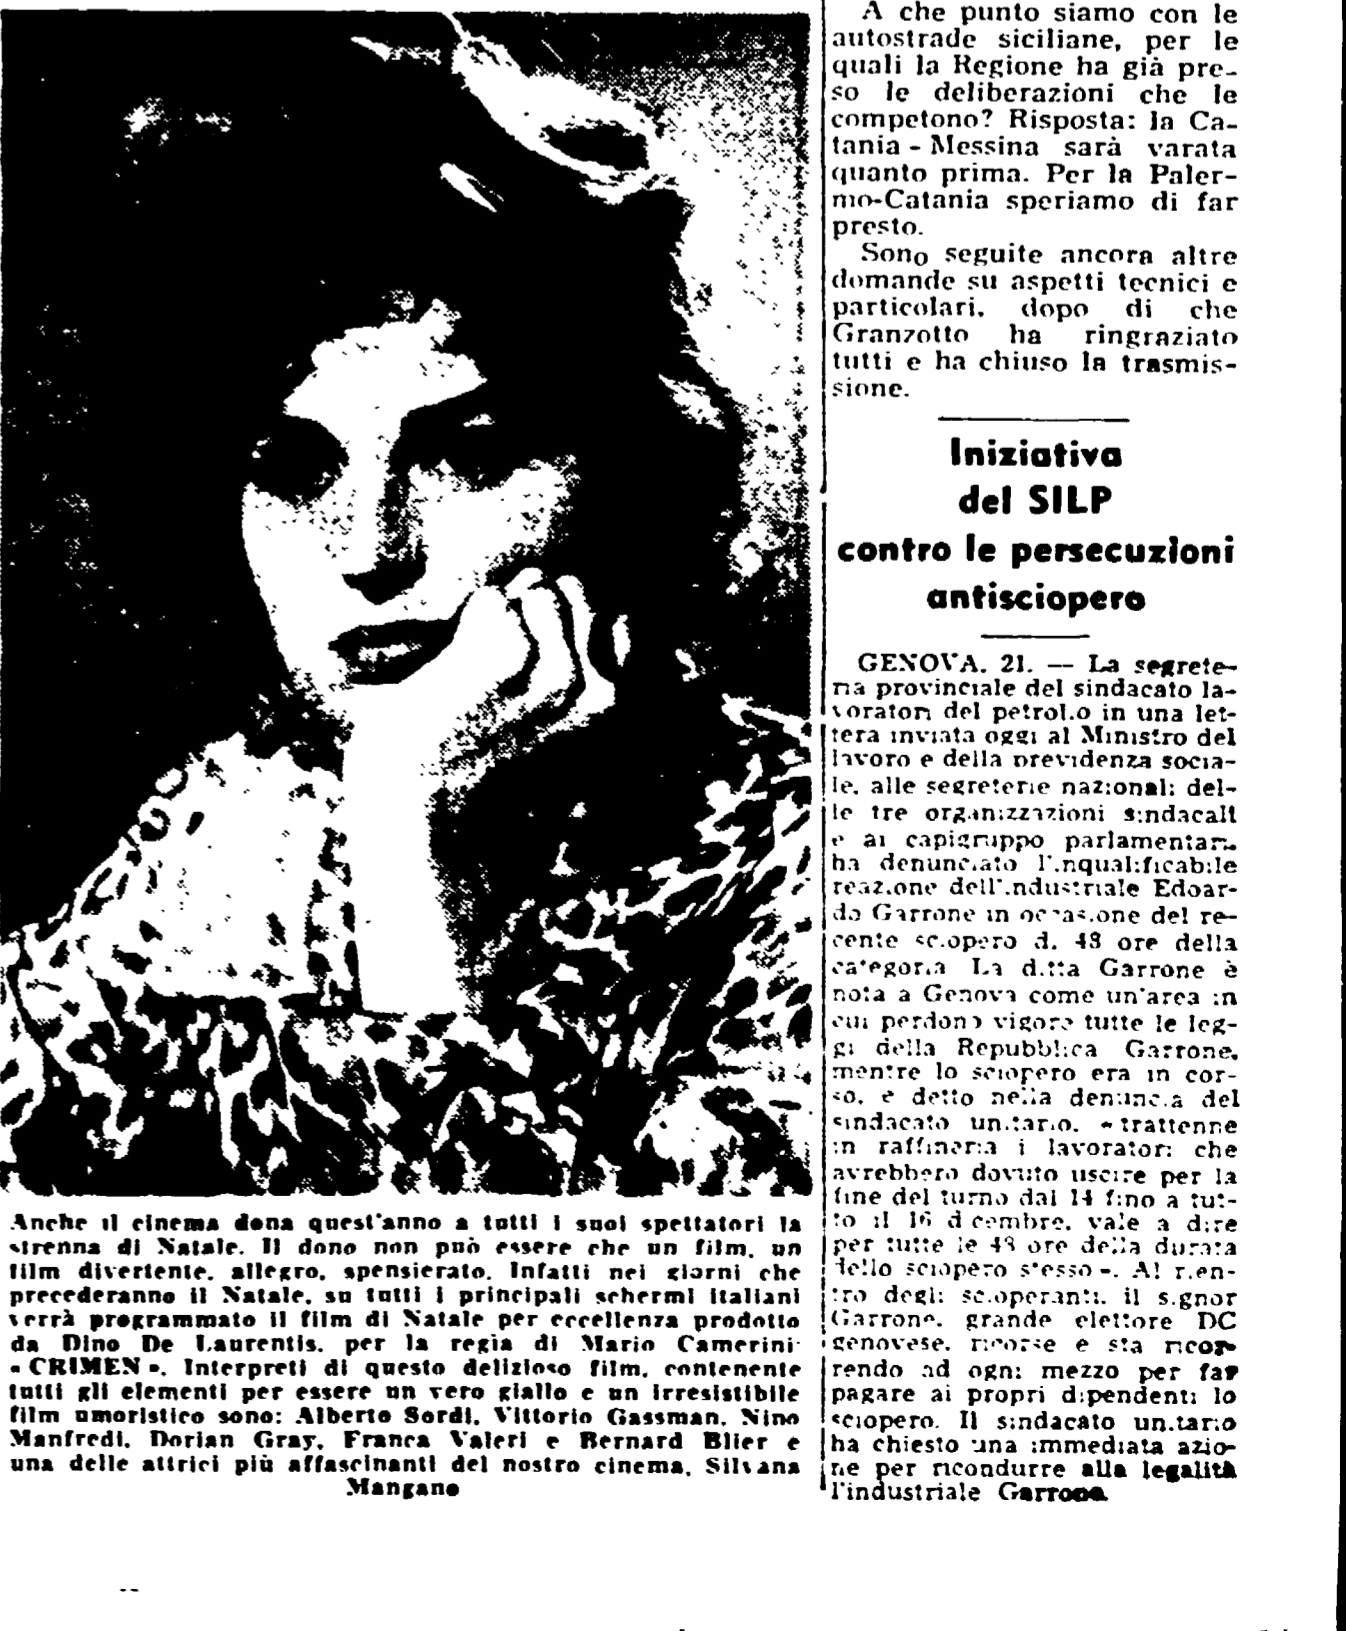 A che punto siamo con le
autostrade siciliane, per le
quali la Regione ha già pre-
so le deliberazioni che le
competono? Risposta: la Ca-
tania - Messina sarà varata
quanto prima. Per la Paler-
mo-Catania speriamo di far
presto.
Sono seguite ancora altre
domande su aspetti tecnici e
particolari, dopo di che
Granzotto ha ringraziato
tutti e ha chiuso la trasmis-
sione.
Iniziativa
del SILP
contro le persecuzioni
antisciopero
GENOVA, 21. — La segrete-
ria provinciale del sindacato la-
voratori del petrolio in una let-
tera inviata oggi al Ministro del
lavoro e della previdenza socia-
le, alle segreterie nazionali del-
le tre organizzazioni sindacali
e ai capigruppo parlamentari,
ha denunciato l'inqualificabile
reazione dell'industriale Edoar-
do Garrone in occasione del re-
cente sciopero di 48 ore della
categoria. La ditta Garrone è
nota a Genova come un'area in
cui perdono vigore tutte le leg-
gi della Repubblica Garrone,
mentre lo sciopero era in cor-
so, è detto nella denuncia del
sindacato unitario, « trattenne
in raffineria i lavoratori che
avrebbero dovuto uscire per la
fine del turno dal 14 fino a tut-
to il 16 dicembre, vale a dire
per tutte le 48 ore della durata
dello sciopero stesso ». Al rien-
tro degli scioperanti, il signor
Garrone, grande elettore DC
genovese, ricorse e sta ricor-
rendo ad ogni mezzo per far
pagare ai propri dipendenti lo
sciopero. Il sindacato unitario
ha chiesto una immediata azio-
ne per ricondurre alla legalità
l'industriale Garrone.
Anche il cinema dona quest'anno a tutti i suoi spettatori la
strenna di Natale. Il dono non può essere che un film, un
film divertente, allegro, spensierato. Infatti nei giorni che
precederanno il Natale, su tutti i principali schermi italiani
verrà programmato il film di Natale per eccellenza prodotto
da Dino De Laurentis, per la regia di Mario Camerini:
« CRIMEN ». Interpreti di questo delizioso film, contenente
tutti gli elementi per essere un vero giallo e un irresistibile
film umoristico sono: Alberto Sordi, Vittorio Gassman, Nino
Manfredi, Dorian Gray, Franca Valeri e Bernard Blier e
una delle attrici più affascinanti del nostro cinema, Silvana
Mangano